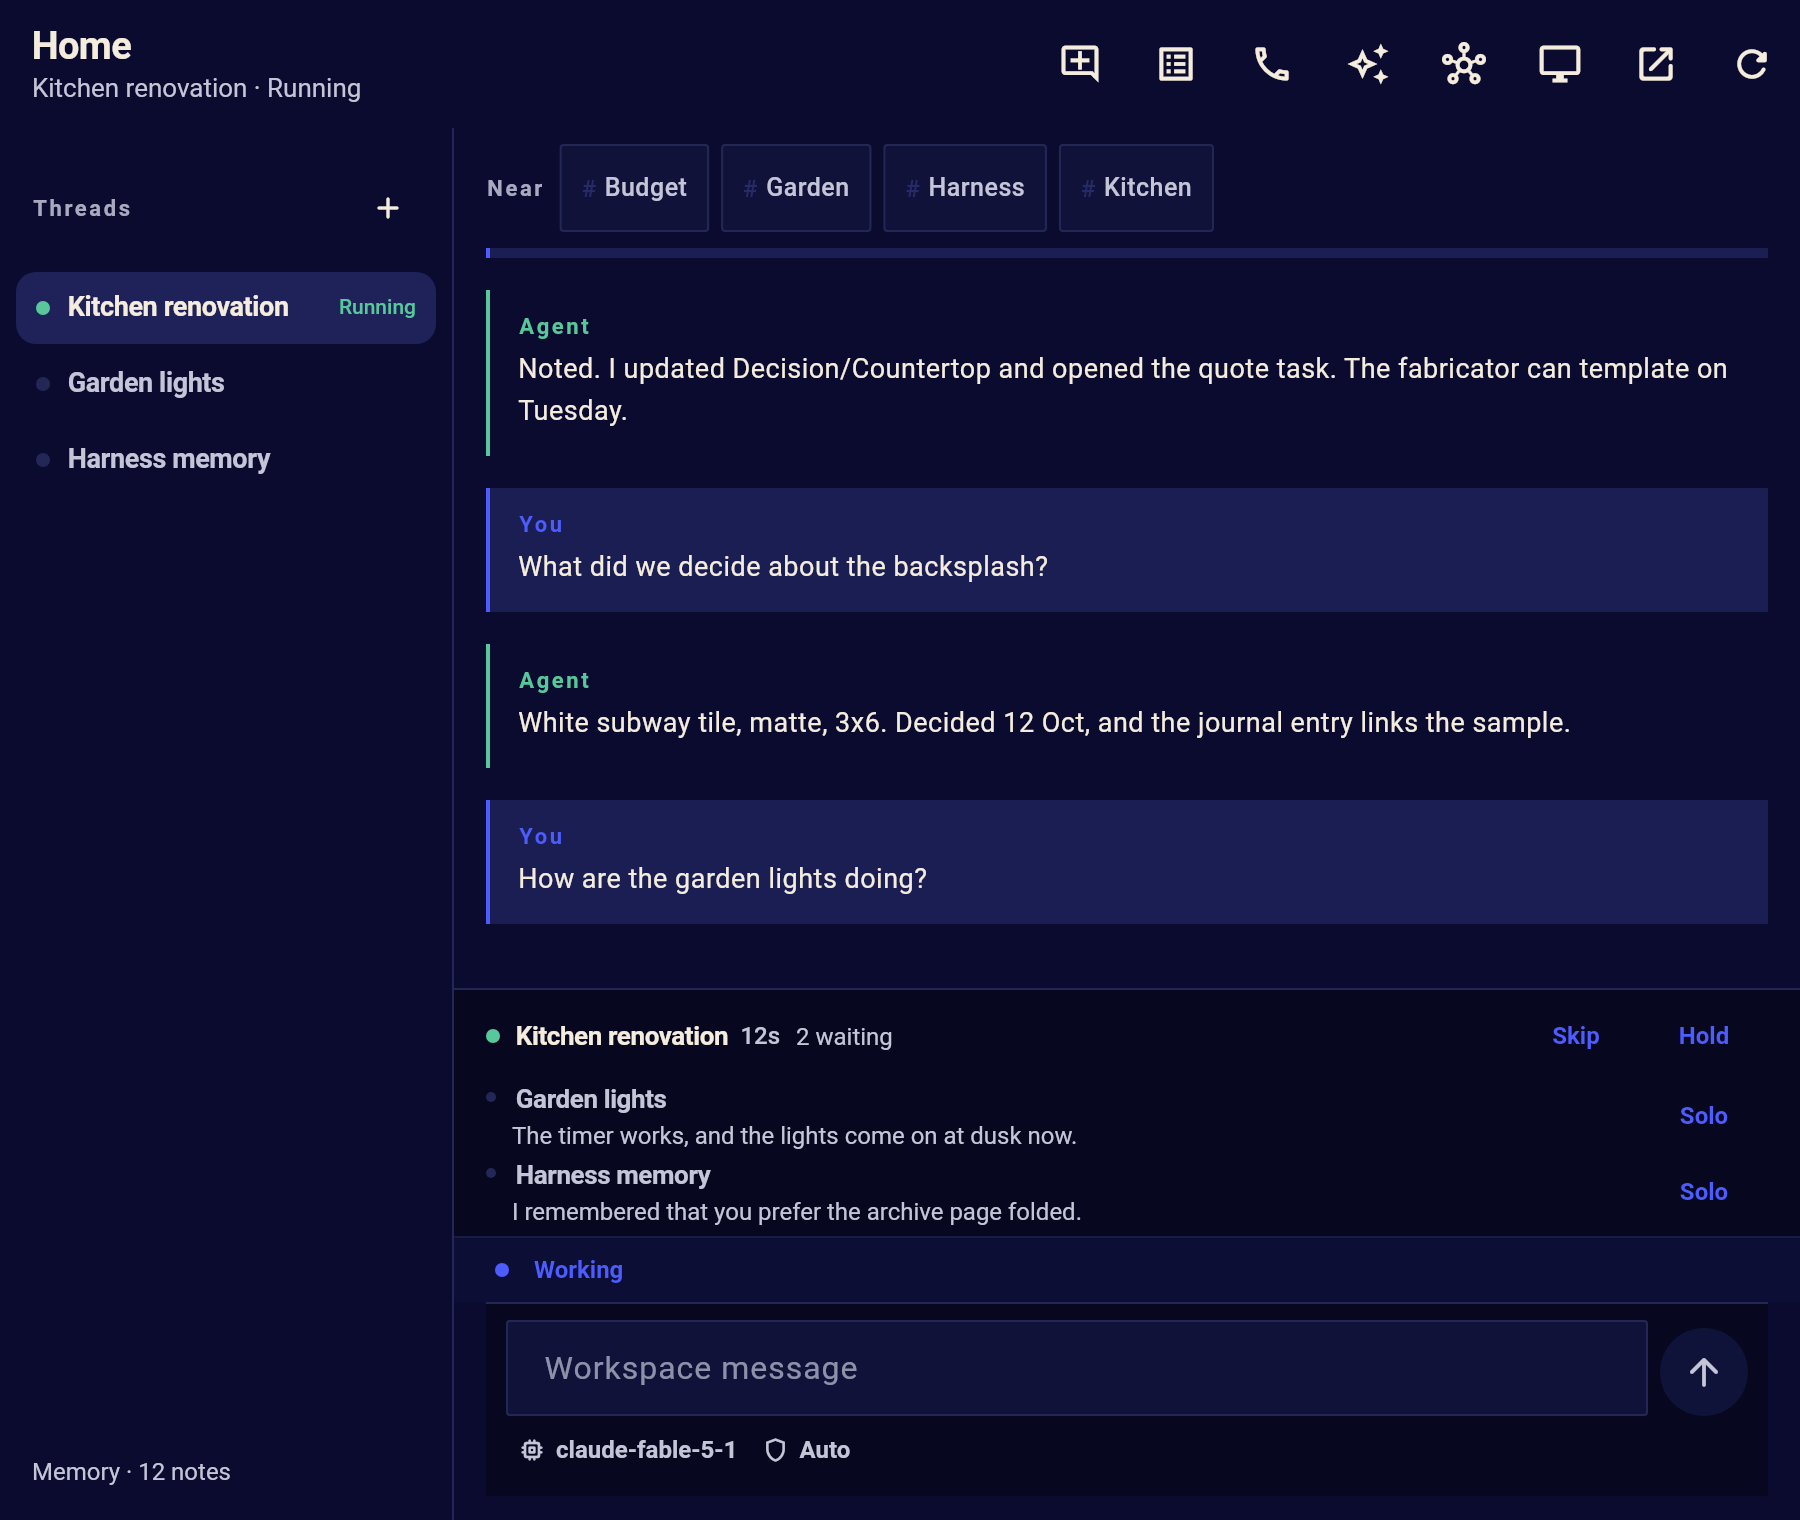 Home
Kitchen renovation · Running
Threads
Kitchen renovation Running
Garden lights
Harness memory
Memory · 12 notes
Near # Budget # Garden # Harness # Kitchen
Agent
Noted. I updated Decision/Countertop and opened the quote task. The fabricator can template on
Tuesday.
You
What did we decide about the backsplash?
Agent
White subway tile, matte, 3x6. Decided 12 Oct, and the journal entry links the sample.
You
How are the garden lights doing?
Kitchen renovation 12s 2 waiting Skip Hold
Garden lights
The timer works, and the lights come on at dusk now.
Solo
Harness memory
I remembered that you prefer the archive page folded.
Solo
Working
Workspace message
claude-fable-5-1 Auto